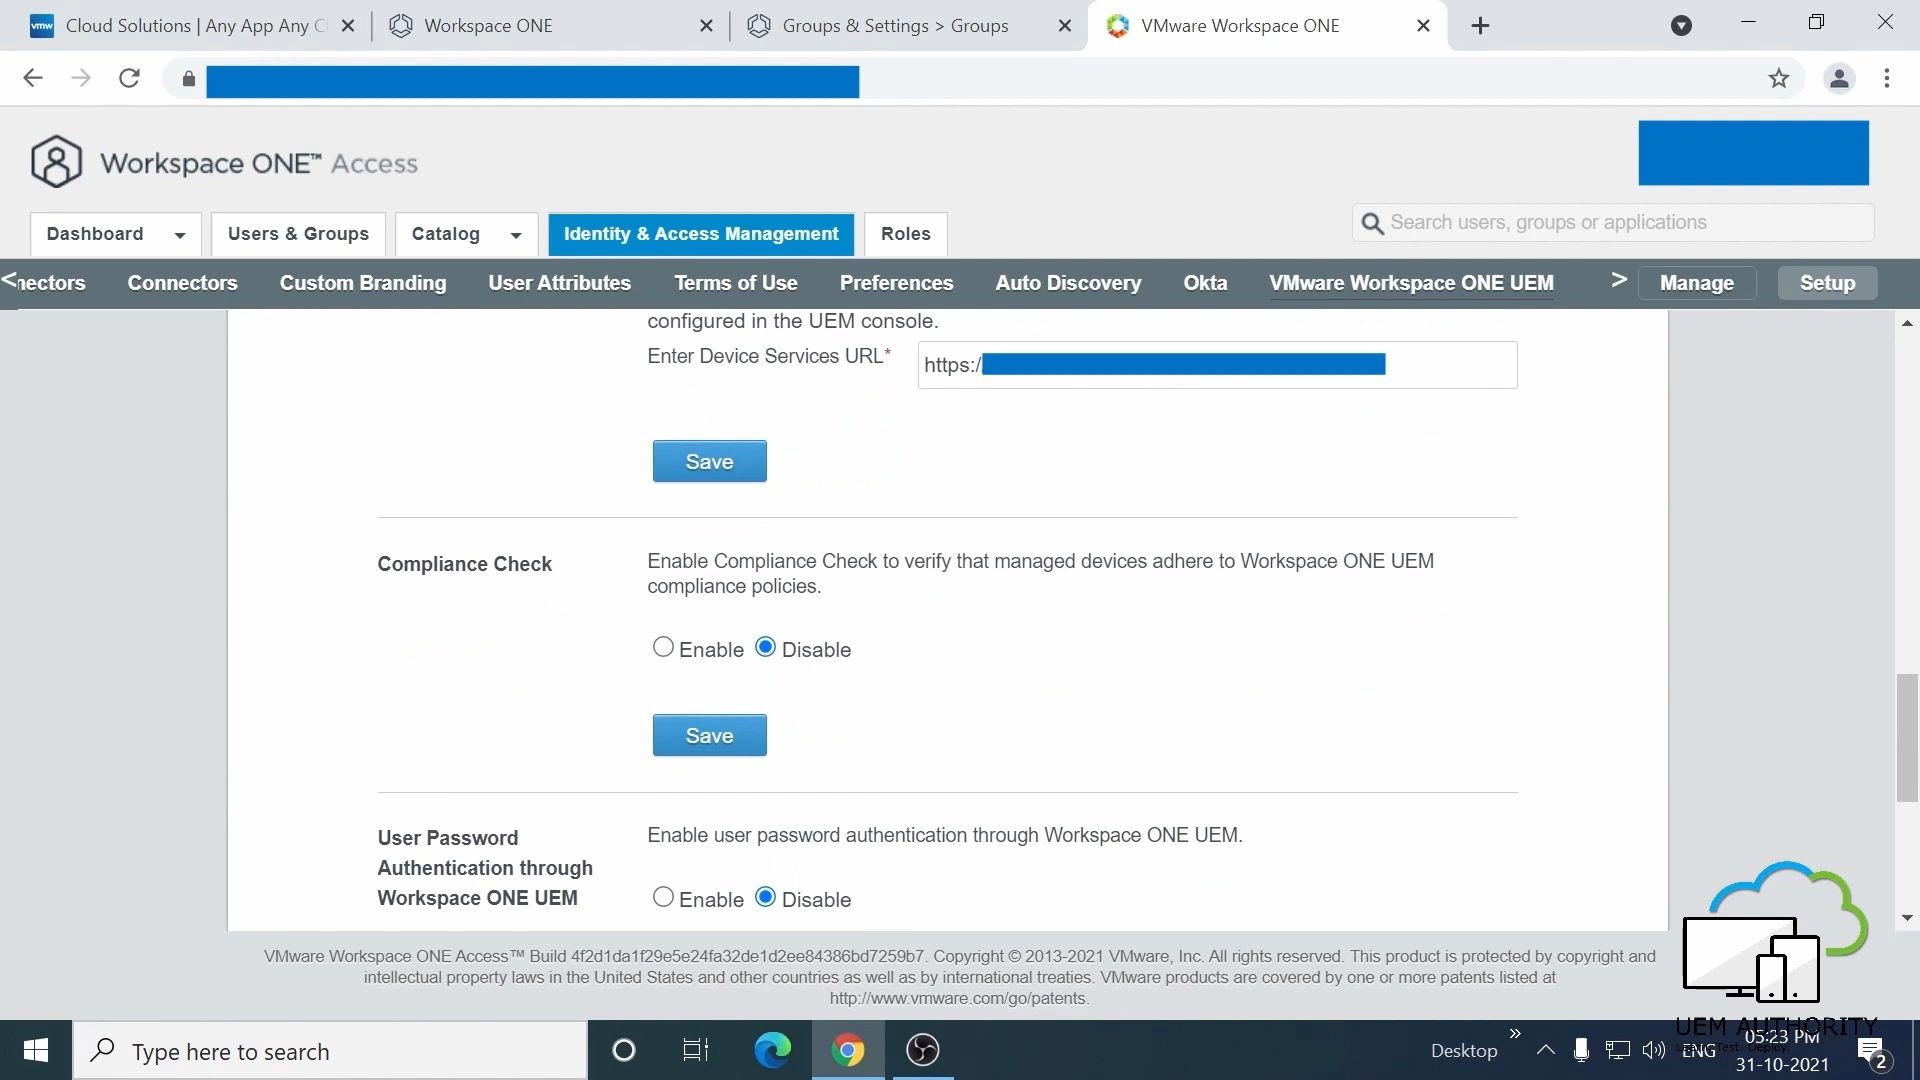 vmw Cloud Solutions | Any App Any C
Workspace ONE
Groups & Settings > Groups
VMware Workspace ONE
Workspace ONE™ Access
Dashboard
Users & Groups
Catalog
Identity & Access Management
Roles
Search users, groups or applications
<nectors
Connectors
Custom Branding
User Attributes
Terms of Use
Preferences
Auto Discovery
Okta
VMware Workspace ONE UEM
>
Manage
Setup
configured in the UEM console.
Enter Device Services URL*
https:/
Save
Compliance Check
Enable Compliance Check to verify that managed devices adhere to Workspace ONE UEM
compliance policies.
Enable
Disable
Save
User Password
Authentication through
Workspace ONE UEM
Enable user password authentication through Workspace ONE UEM.
Enable
Disable
VMware Workspace ONE Access™ Build 4f2d1da1f29e5e24fa32de1d2ee84386bd7259b7. Copyright © 2013-2021 VMware, Inc. All rights reserved. This product is protected by copyright and
intellectual property laws in the United States and other countries as well as by international treaties. VMware products are covered by one or more patents listed at
http://www.vmware.com/go/patents.
UEM AUTHORITY
Type here to search
Desktop
ENG
05:23 PM
31-10-2021
2